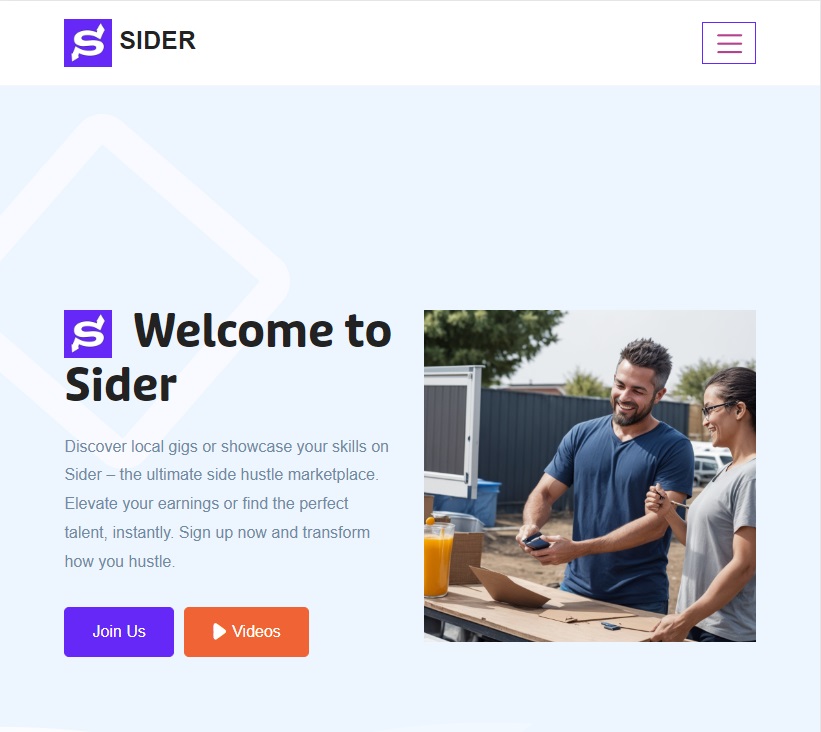 S SIDER
S Welcome to
Sider
Discover local gigs or showcase your skills on
Sider – the ultimate side hustle marketplace.
Elevate your earnings or find the perfect
talent, instantly. Sign up now and transform
how you hustle.
Join Us
Videos